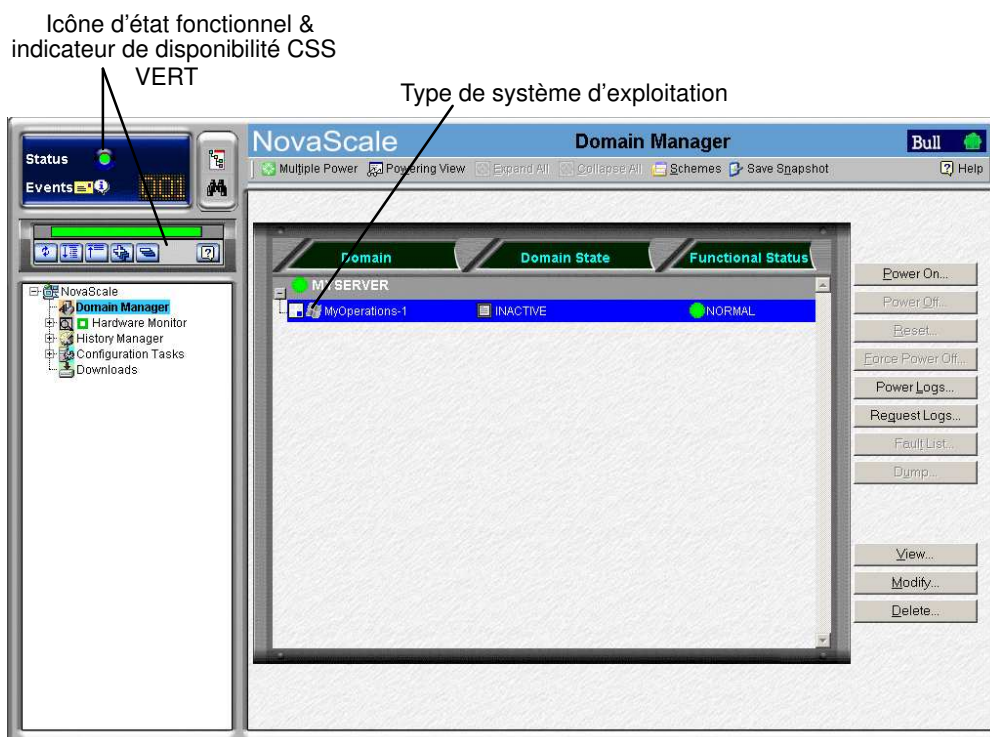 Icône d'état fonctionnel &
indicateur de disponibilité CSS
VERT
Type de système d'exploitation
Status
Events
001
NovaScale
Domain Manager
Bull
Multiple Power
Powering View
Expand All
Collapse All
Schemes
Save Snapshot
Help
NovaScale
Domain Manager
Hardware Monitor
History Manager
Configuration Tasks
Downloads
Domain
Domain State
Functional Status
MYSERVER
MyOperations-1
INACTIVE
NORMAL
Power On...
Power Off...
Reset...
Force Power Off...
Power Logs...
Request Logs...
Fault List...
Dump...
View...
Modify...
Delete...